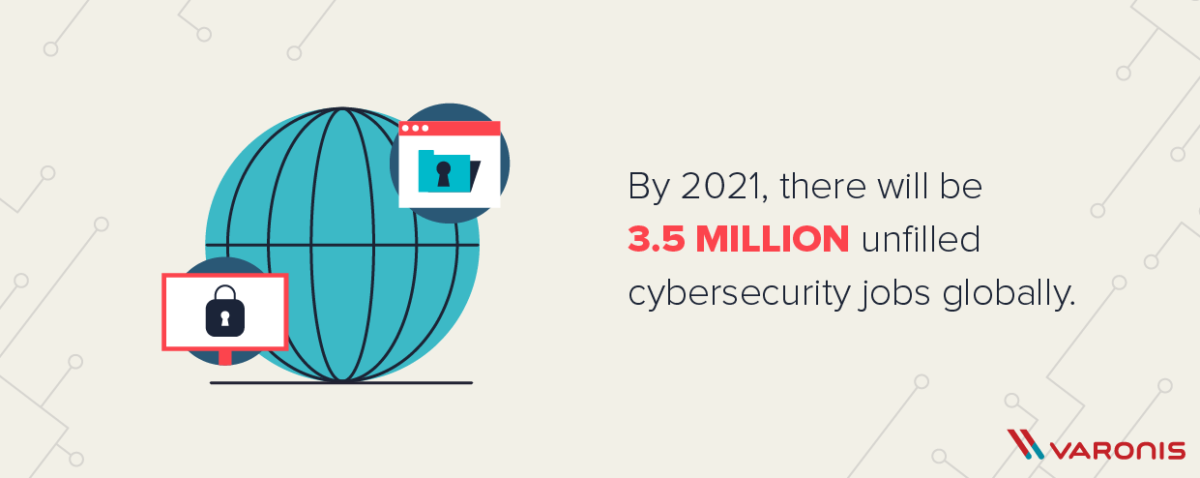 By 2021, there will be
3.5 MILLION unfilled
cybersecurity jobs globally.
VARONIS